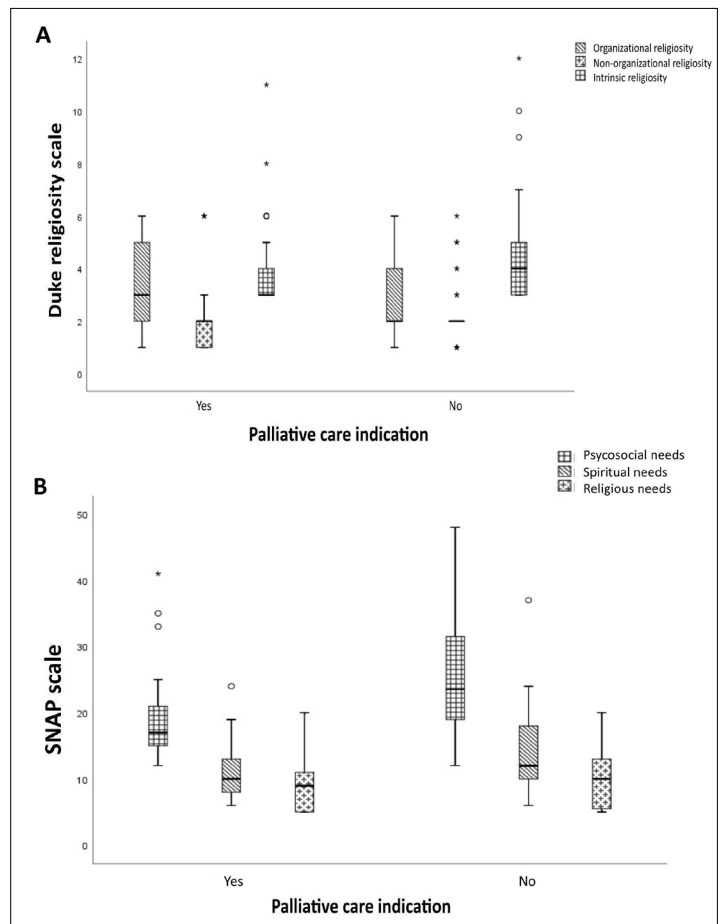 A
Organizational religiosity
Non-organizational religiosity
Intrinsic religiosity
Duke religiosity scale
12
10
8
6
4
2
0
Yes
No
Palliative care indication
Psycosocial needs
Spiritual needs
Religious needs
B
SNAP scale
50
40
30
20
10
0
Yes
No
Palliative care indication